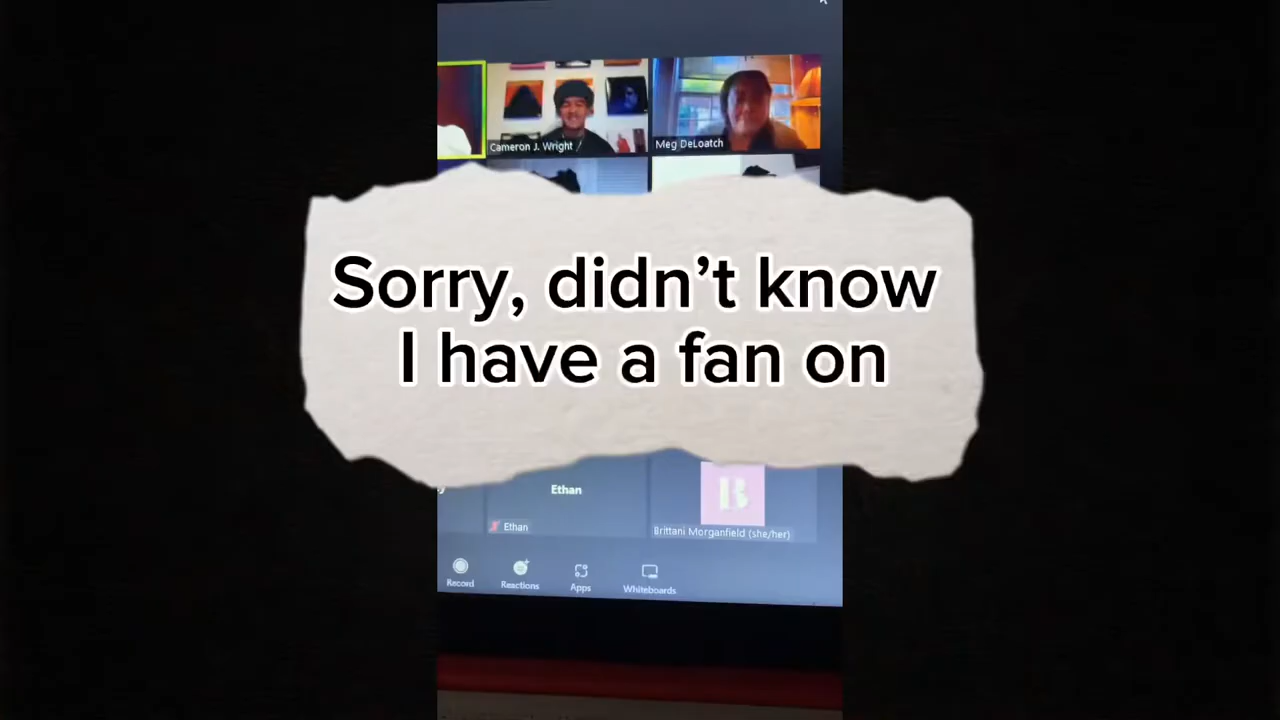 Cameron J. Wright
Meg DeLoatch
Sorry, didn’t know
I have a fan on
Ethan
Ethan
B
Brittani Morganfield (she/her)
Record
Reactions
Apps
Whiteboards